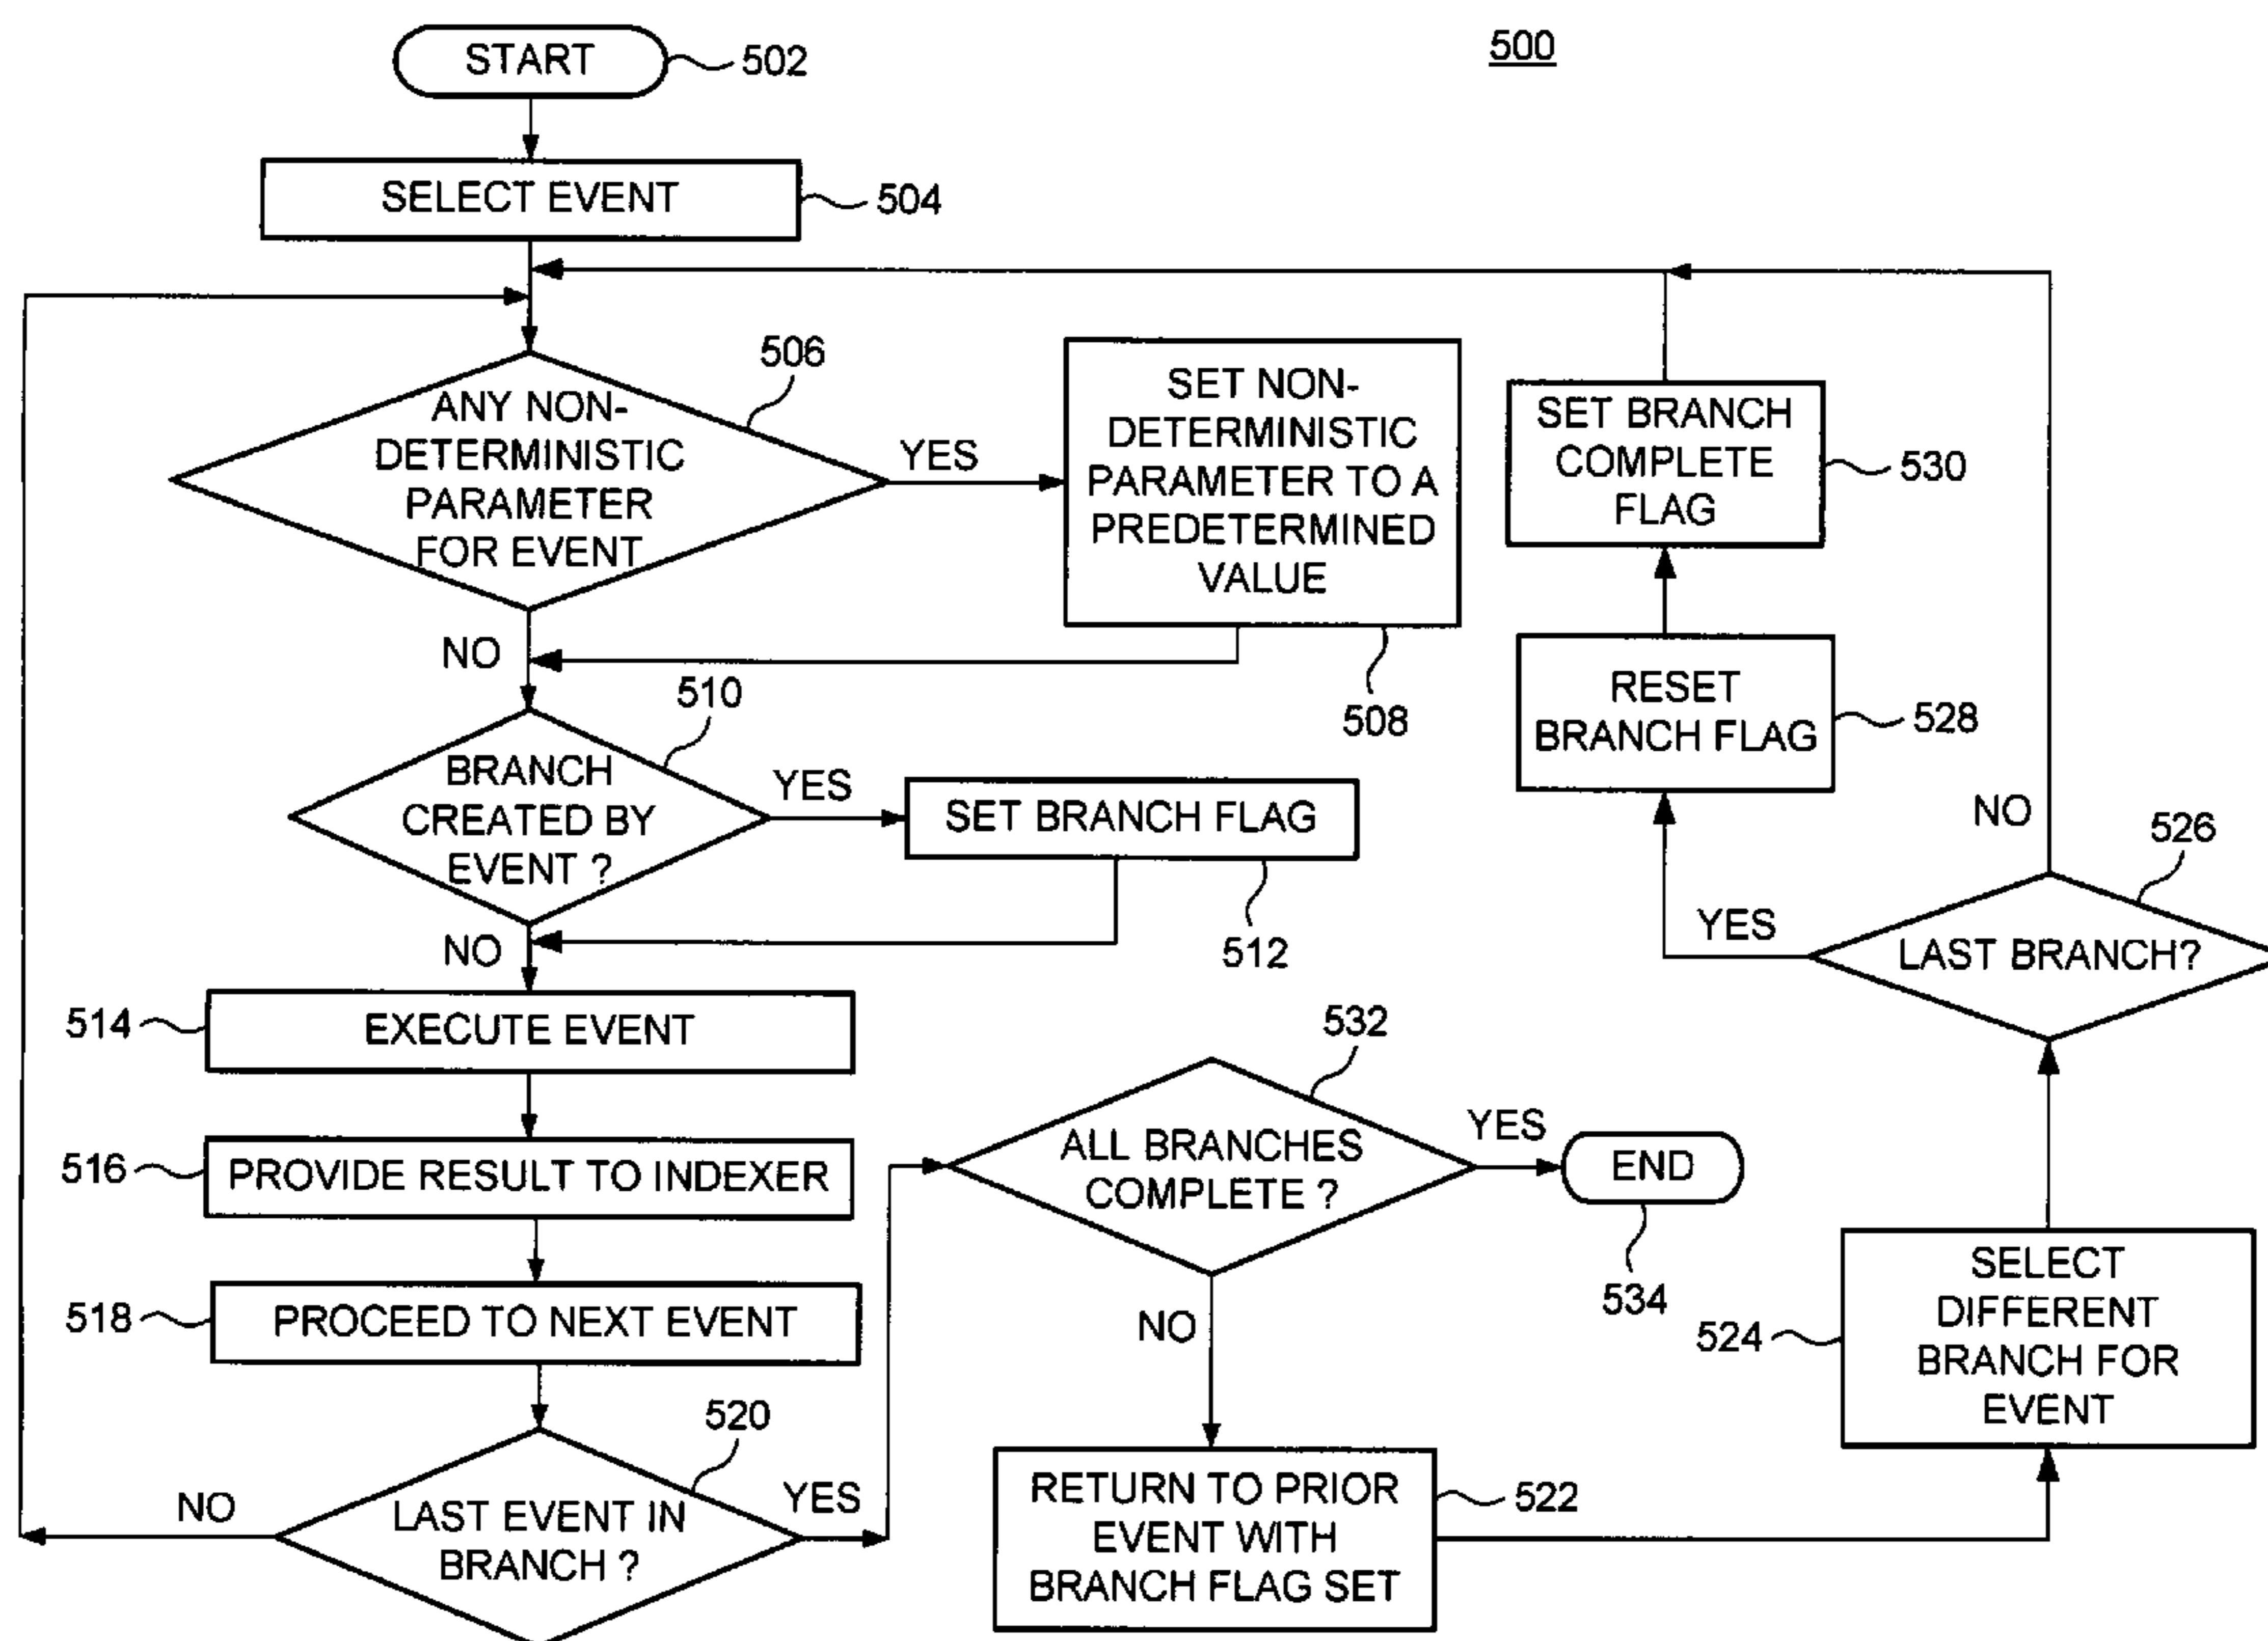 500
START
502
SELECT EVENT
504
ANY NON-
DETERMINISTIC
PARAMETER
FOR EVENT
506
YES
NO
SET NON-
DETERMINISTIC
PARAMETER TO A
PREDETERMINED
VALUE
508
BRANCH
CREATED BY
EVENT ?
510
YES
NO
SET BRANCH FLAG
512
514
EXECUTE EVENT
516
PROVIDE RESULT TO INDEXER
518
PROCEED TO NEXT EVENT
LAST EVENT IN
BRANCH ?
520
NO
YES
ALL BRANCHES
COMPLETE ?
532
YES
END
534
NO
RETURN TO PRIOR
EVENT WITH
BRANCH FLAG SET
522
SELECT
DIFFERENT
BRANCH FOR
EVENT
524
LAST BRANCH?
526
YES
NO
RESET
BRANCH FLAG
528
SET BRANCH
COMPLETE
FLAG
530